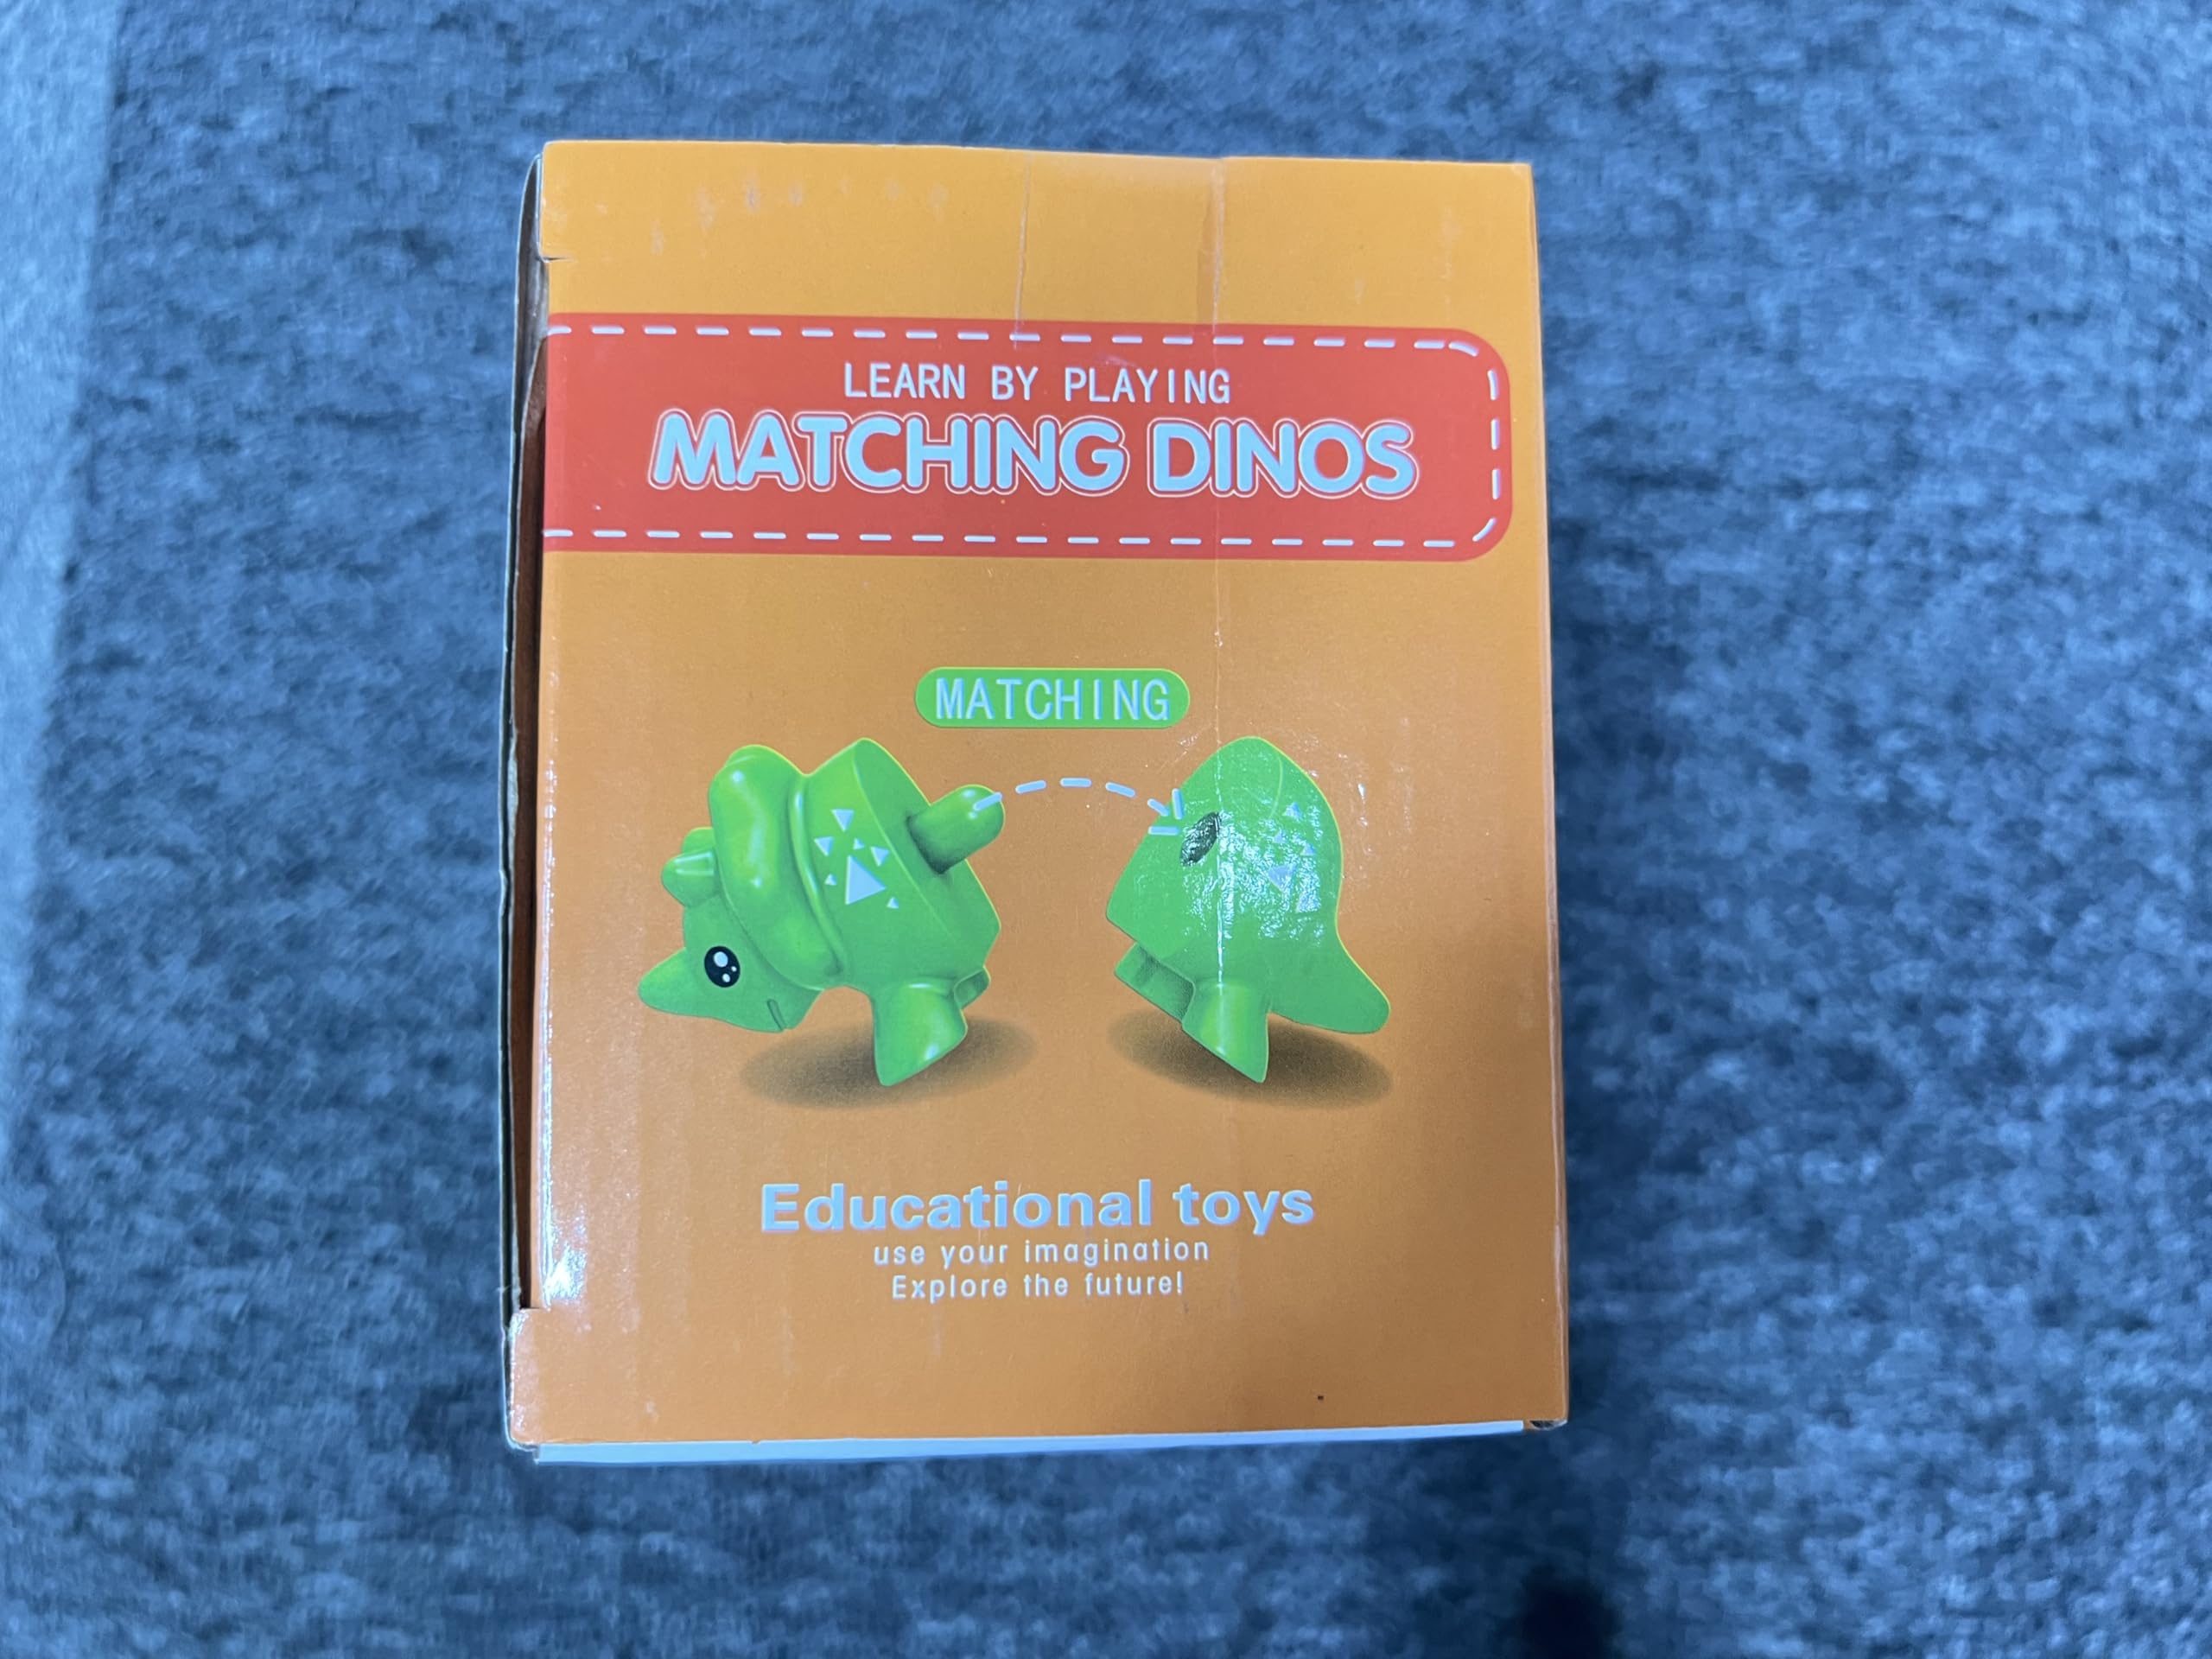 LEARN BY PLAYING
MATCHING DINOS
MATCHING
Educational toys
use your imagination
Explore the future!